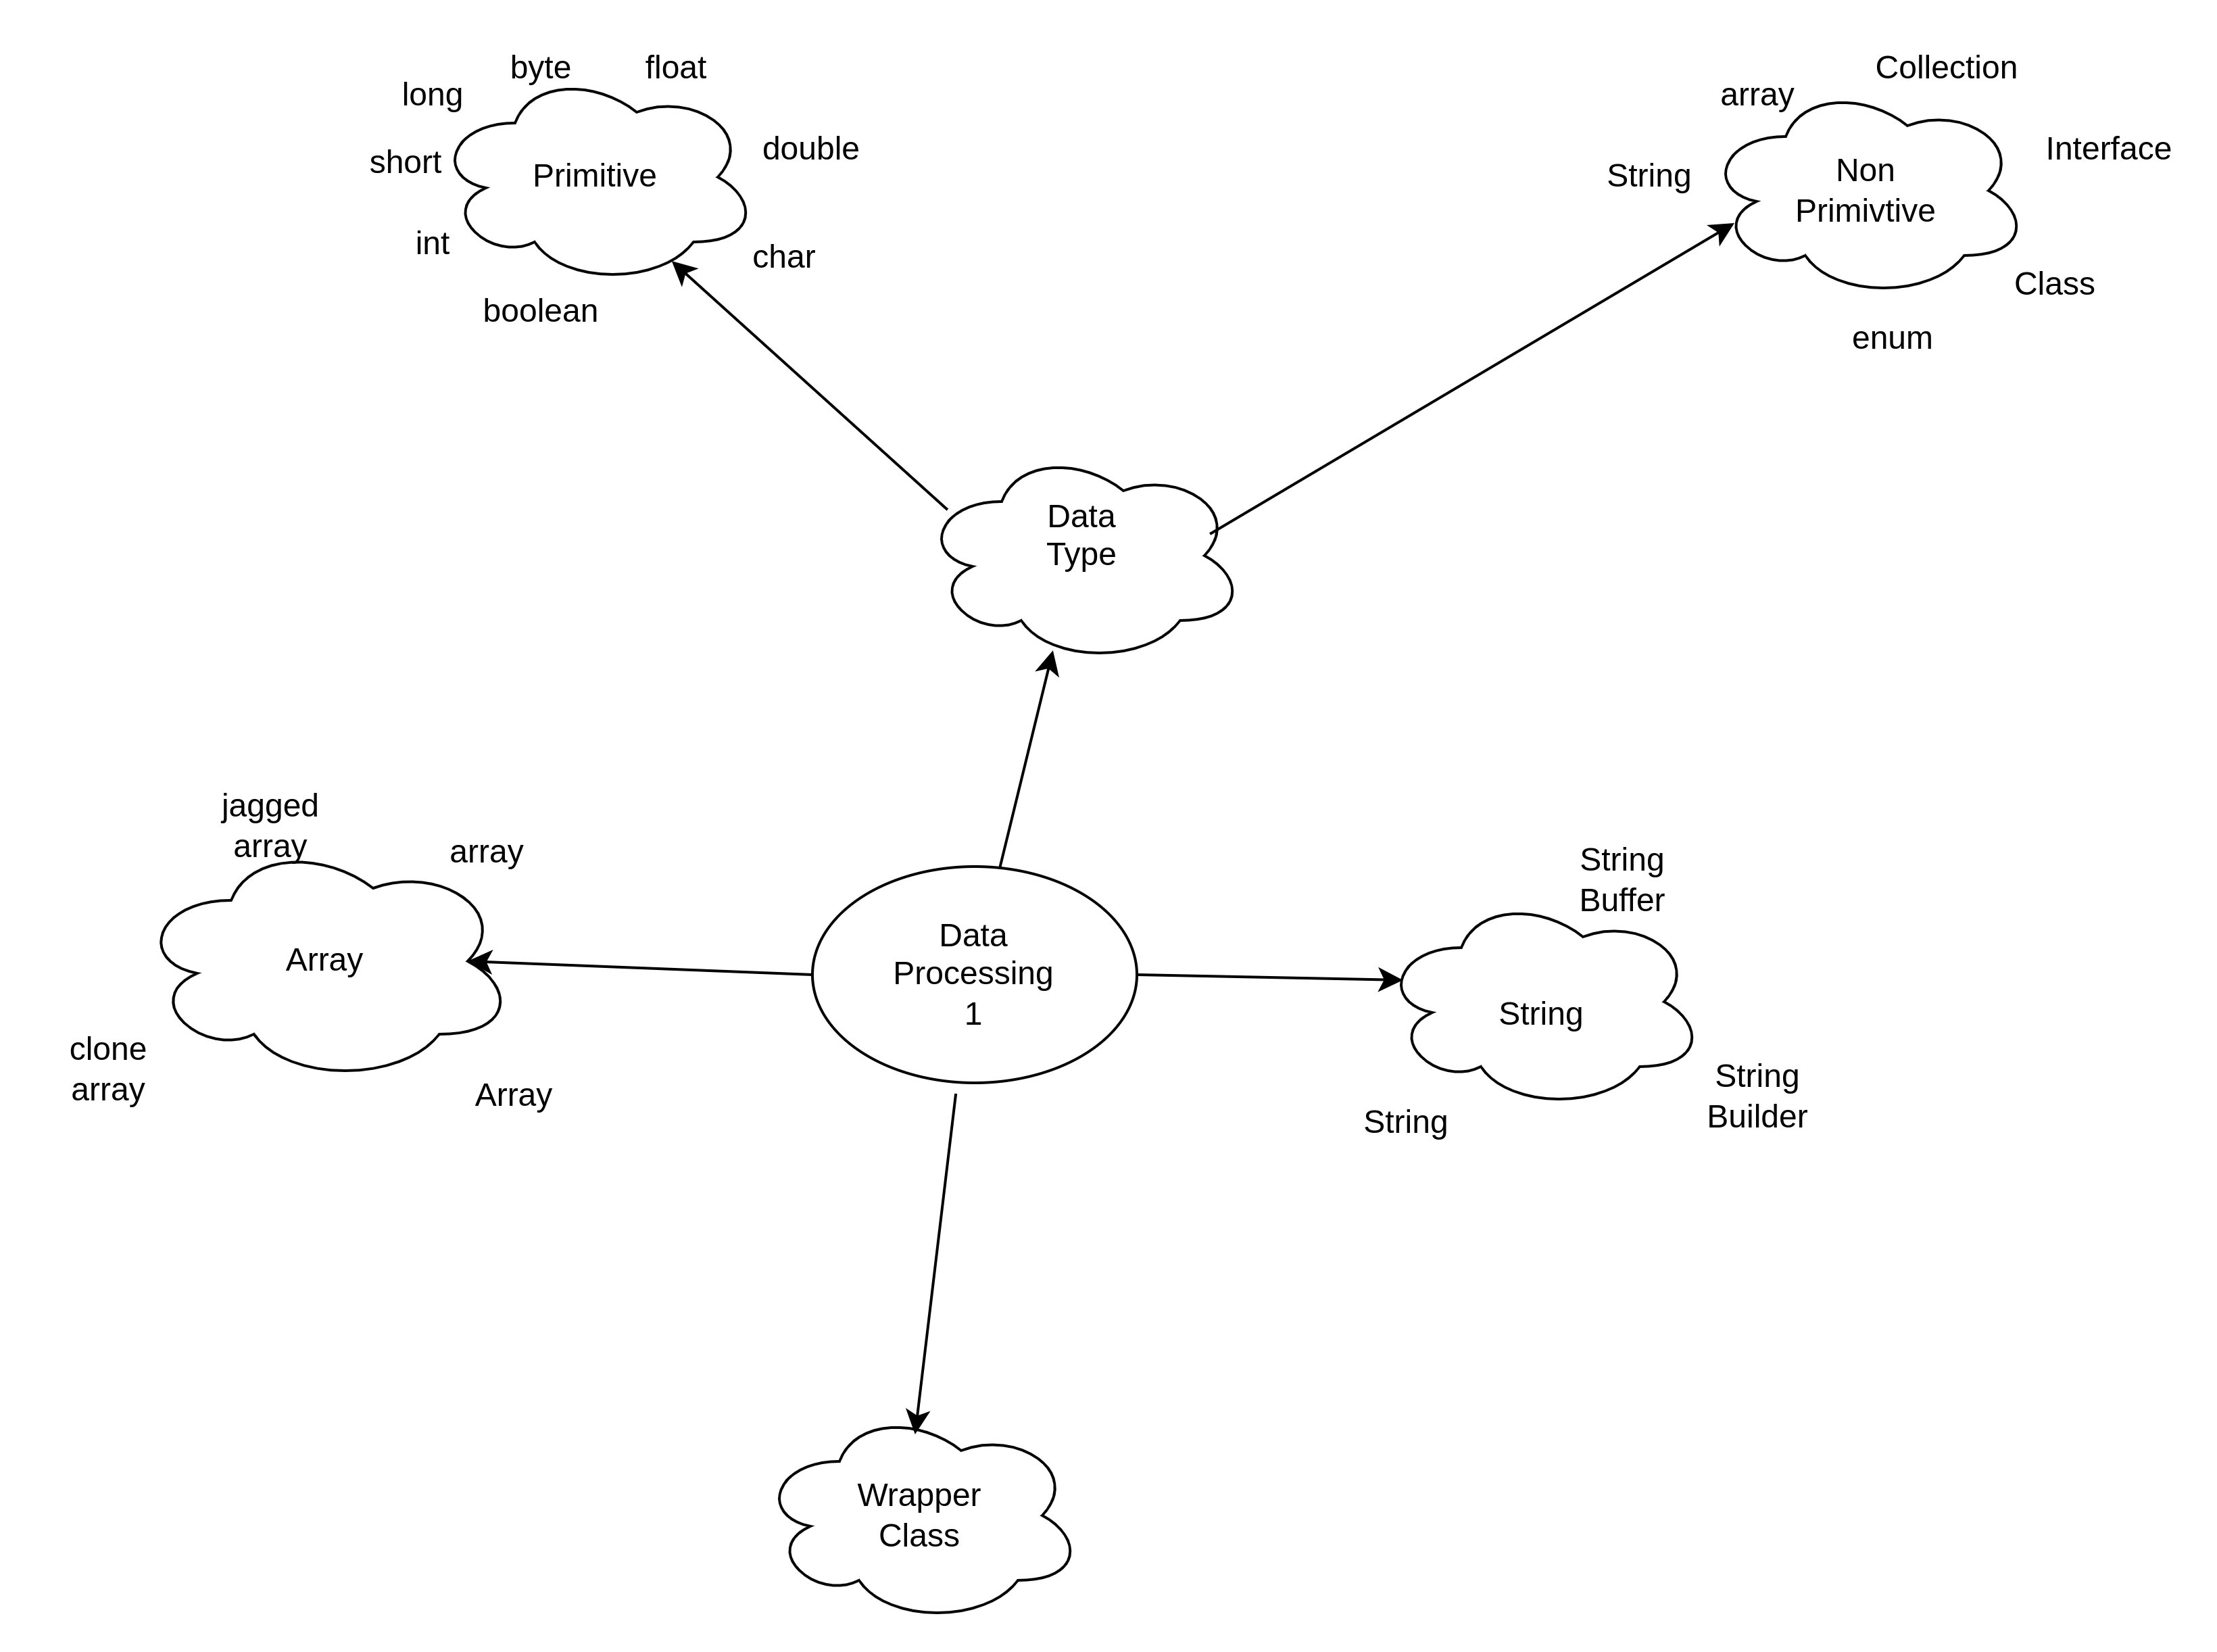 byte
float
Collection
long
array
double
Interface
short
Primitive
String
Non
Primivtive
int
char
Class
boolean
enum
Data
Type
jagged
array
array
String
Buffer
Array
Data
Processing
1
String
clone
array
Array
String
String
Builder
Wrapper
Class